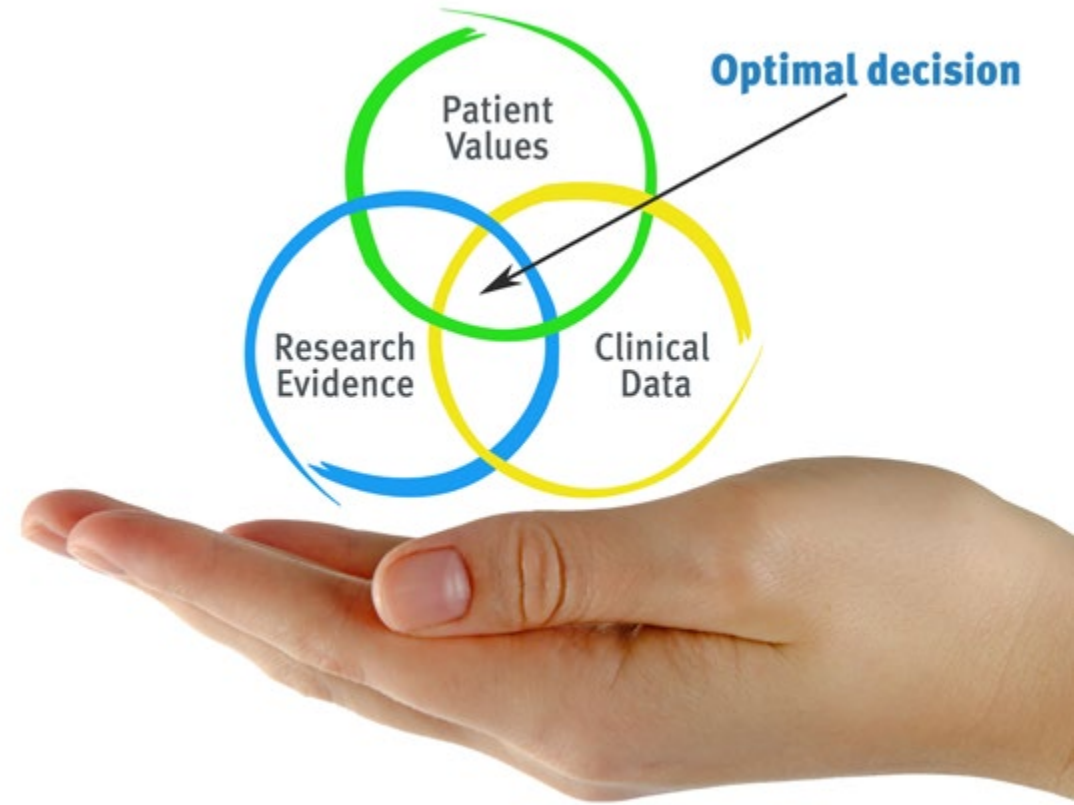 Optimal decision
Patient
Values
Research
Evidence
Clinical
Data